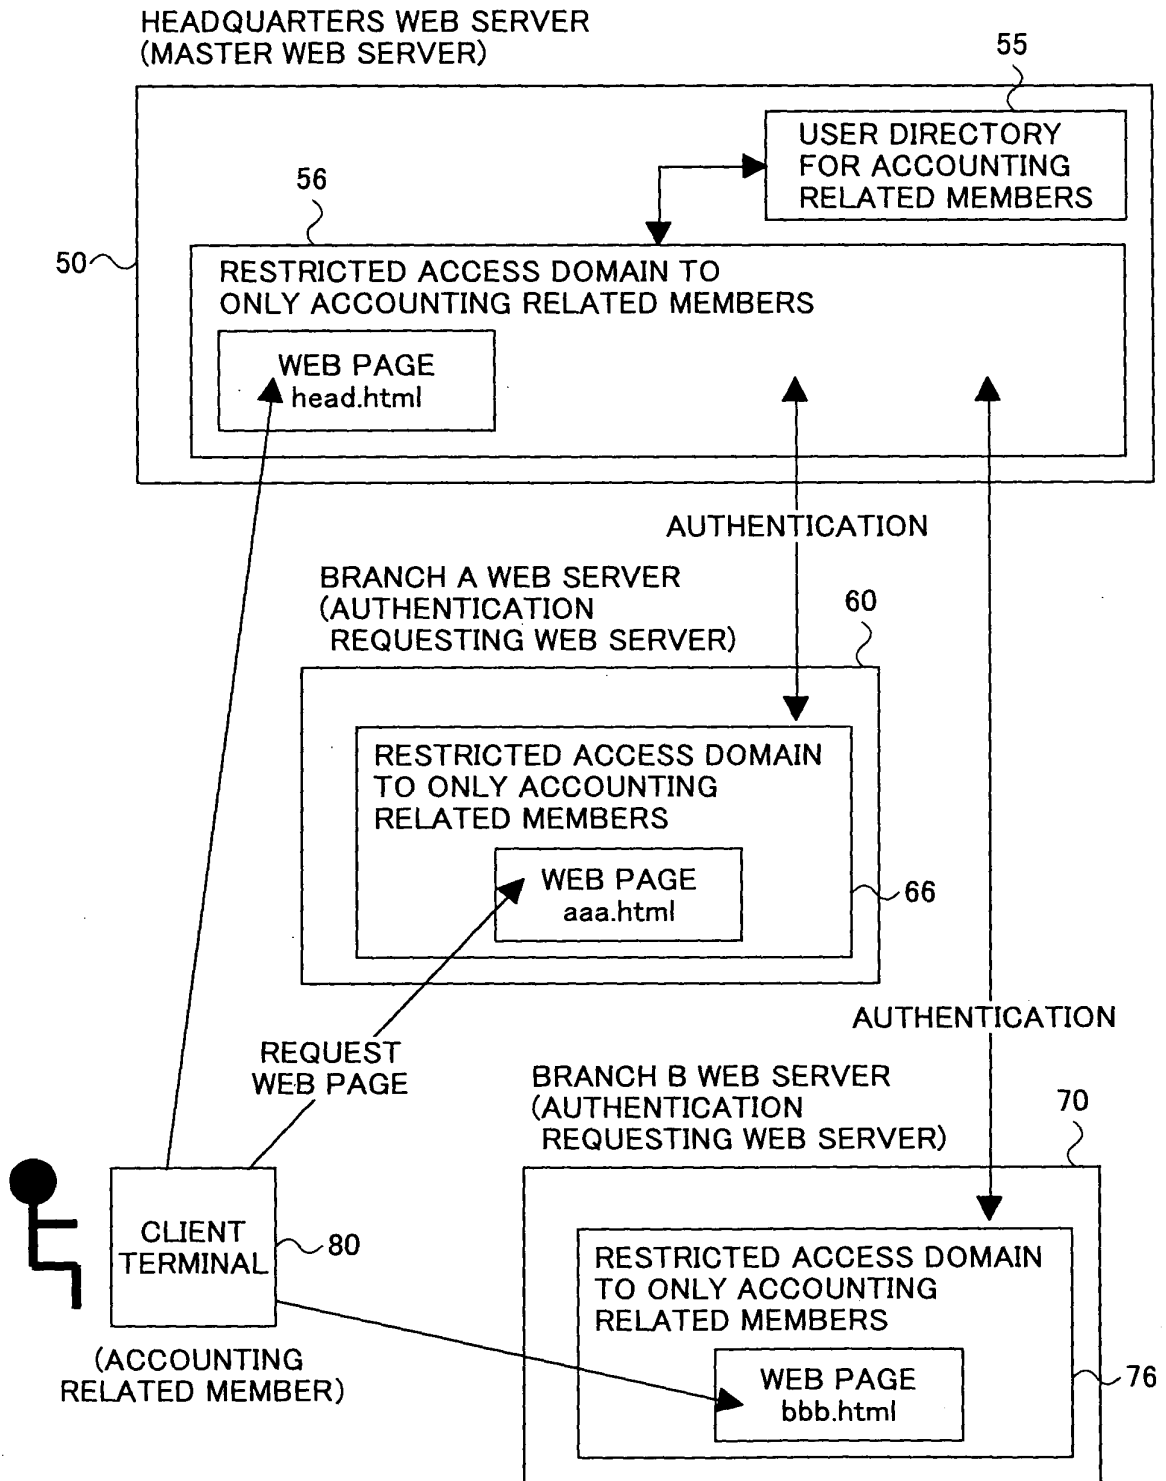 HEADQUARTERS WEB SERVER
(MASTER WEB SERVER)
55
USER DIRECTORY
FOR ACCOUNTING
RELATED MEMBERS
56
50
RESTRICTED ACCESS DOMAIN TO
ONLY ACCOUNTING RELATED MEMBERS
WEB PAGE
head.html
AUTHENTICATION
BRANCH A WEB SERVER
(AUTHENTICATION
REQUESTING WEB SERVER)
60
RESTRICTED ACCESS DOMAIN
TO ONLY ACCOUNTING
RELATED MEMBERS
WEB PAGE
aaa.html
66
AUTHENTICATION
REQUEST
WEB PAGE
BRANCH B WEB SERVER
(AUTHENTICATION
REQUESTING WEB SERVER)
70
CLIENT
TERMINAL
80
(ACCOUNTING
RELATED MEMBER)
RESTRICTED ACCESS DOMAIN
TO ONLY ACCOUNTING
RELATED MEMBERS
WEB PAGE
bbb.html
76